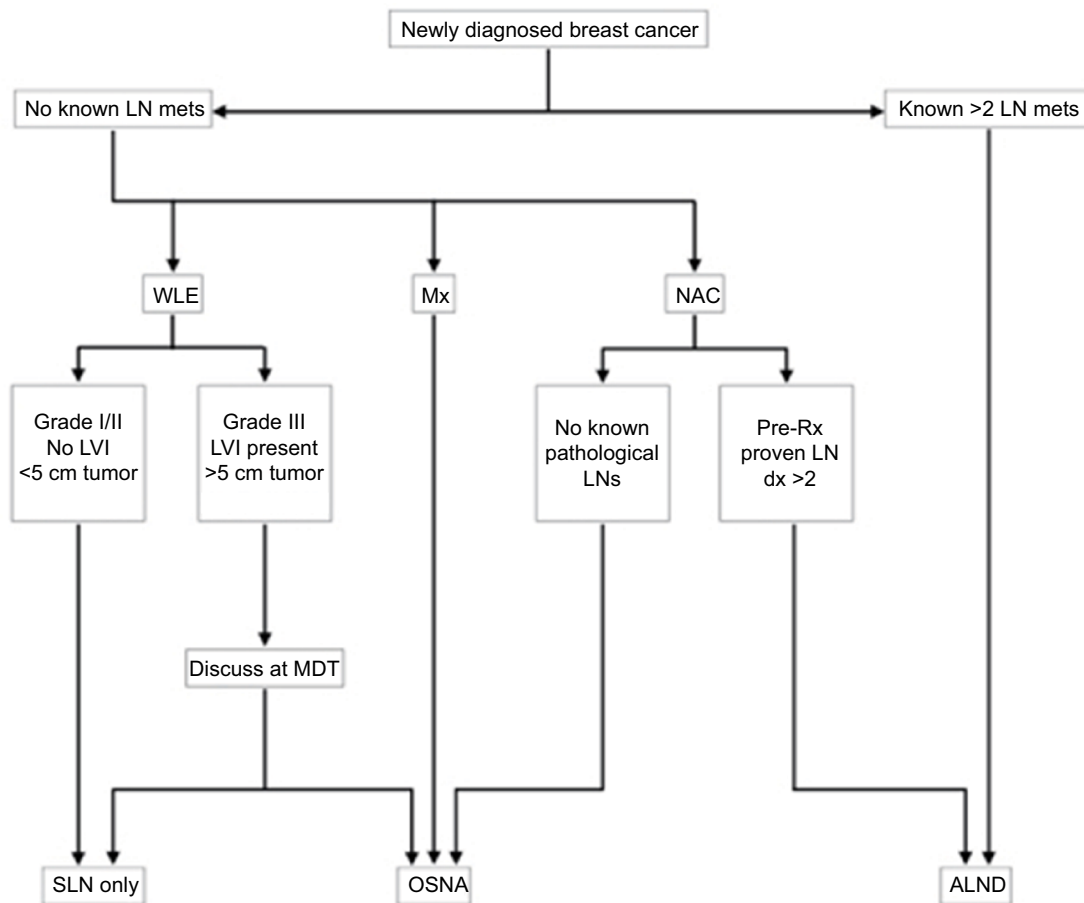 Newly diagnosed breast cancer
No known LN mets
Known >2 LN mets
WLE
Mx
NAC
Grade I/II
No LVI
<5 cm tumor
Grade III
LVI present
>5 cm tumor
No known
pathological
LNs
Pre-Rx
proven LN
dx >2
Discuss at MDT
SLN only
OSNA
ALND